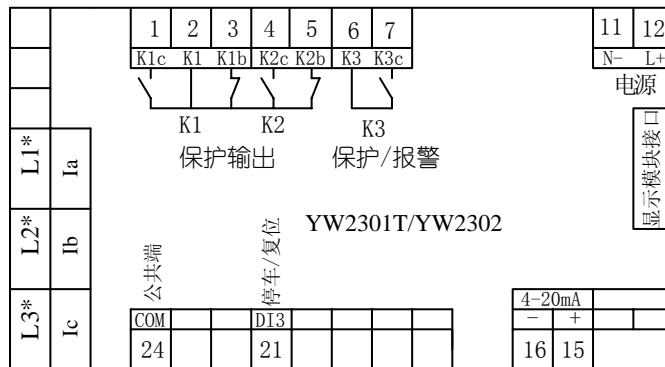 1 2 3 4 5 6 7 11 12
K1c K1 K1b K2c K2b K3 K3c N- L+
电源
K1 K2 K3
保护输出 保护/报警
显示模块接口
L1* Ia
L2* Ib
L3* Ic
YW2301T/YW2302
公共端 停车/复位
COM DI3 4-20mA
- +
24 21 16 15